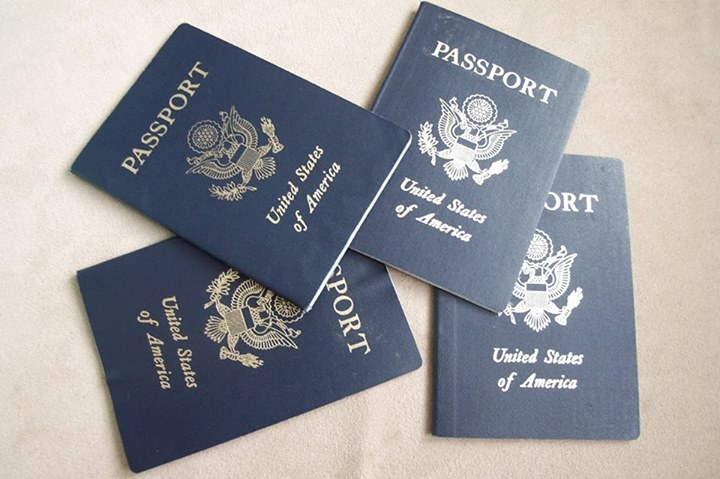 PASSPORT
United States
of America
PASSPORT
United States
of America
SPORT
United States
of America
ORT
United States
of America